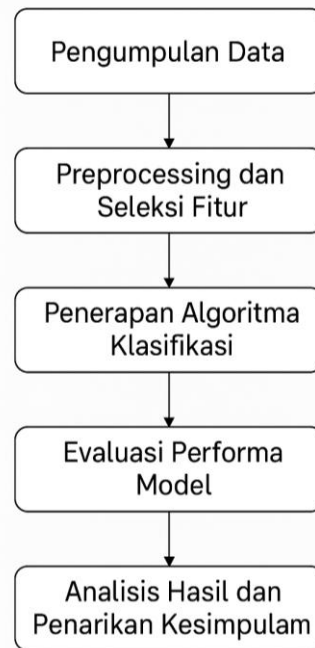 Pengumpulan Data
Preprocessing dan
Seleksi Fitur
Penerapan Algoritma
Klasifikasi
Evaluasi Performa
Model
Analisis Hasil dan
Penarikan Kesimpulam